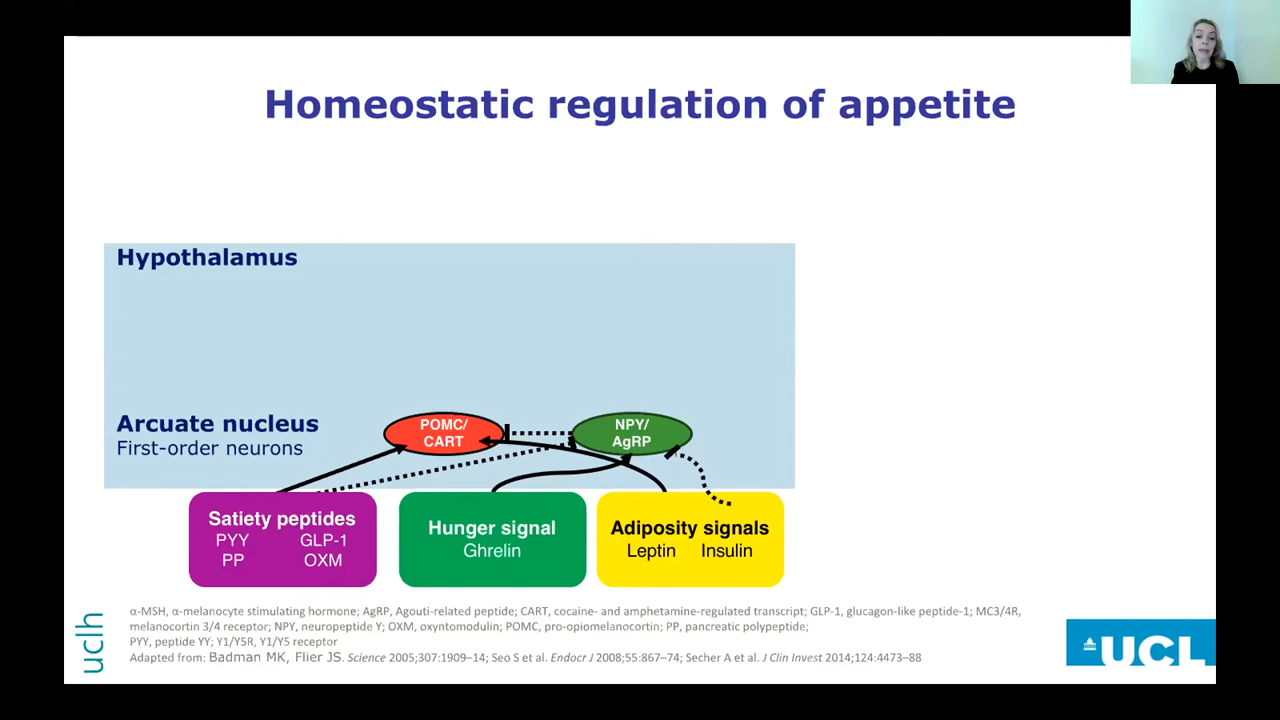 Homeostatic regulation of appetite
Hypothalamus
Arcuate nucleus
First-order neurons
POMC/
CART
NPY/
AgRP
Satiety peptides
PYY GLP-1
PP OXM
Hunger signal
Ghrelin
Adiposity signals
Leptin Insulin
α-MSH, α-melanocyte stimulating hormone; AgRP, Agouti-related peptide; CART, cocaine- and amphetamine-regulated transcript; GLP-1, glucagon-like peptide-1; MC3/4R,
melanocortin 3/4 receptor; NPY, neuropeptide Y; OXM, oxyntomodulin; POMC, pro-opiomelanocortin; PP, pancreatic polypeptide;
PYY, peptide YY; Y1/Y5R, Y1/Y5 receptor
Adapted from: Badman MK, Flier JS. Science 2005;307:1909–14; Seo S et al. Endocr J 2008;55:867–74; Secher A et al. J Clin Invest 2014;124:4473–88
uclh
UCL